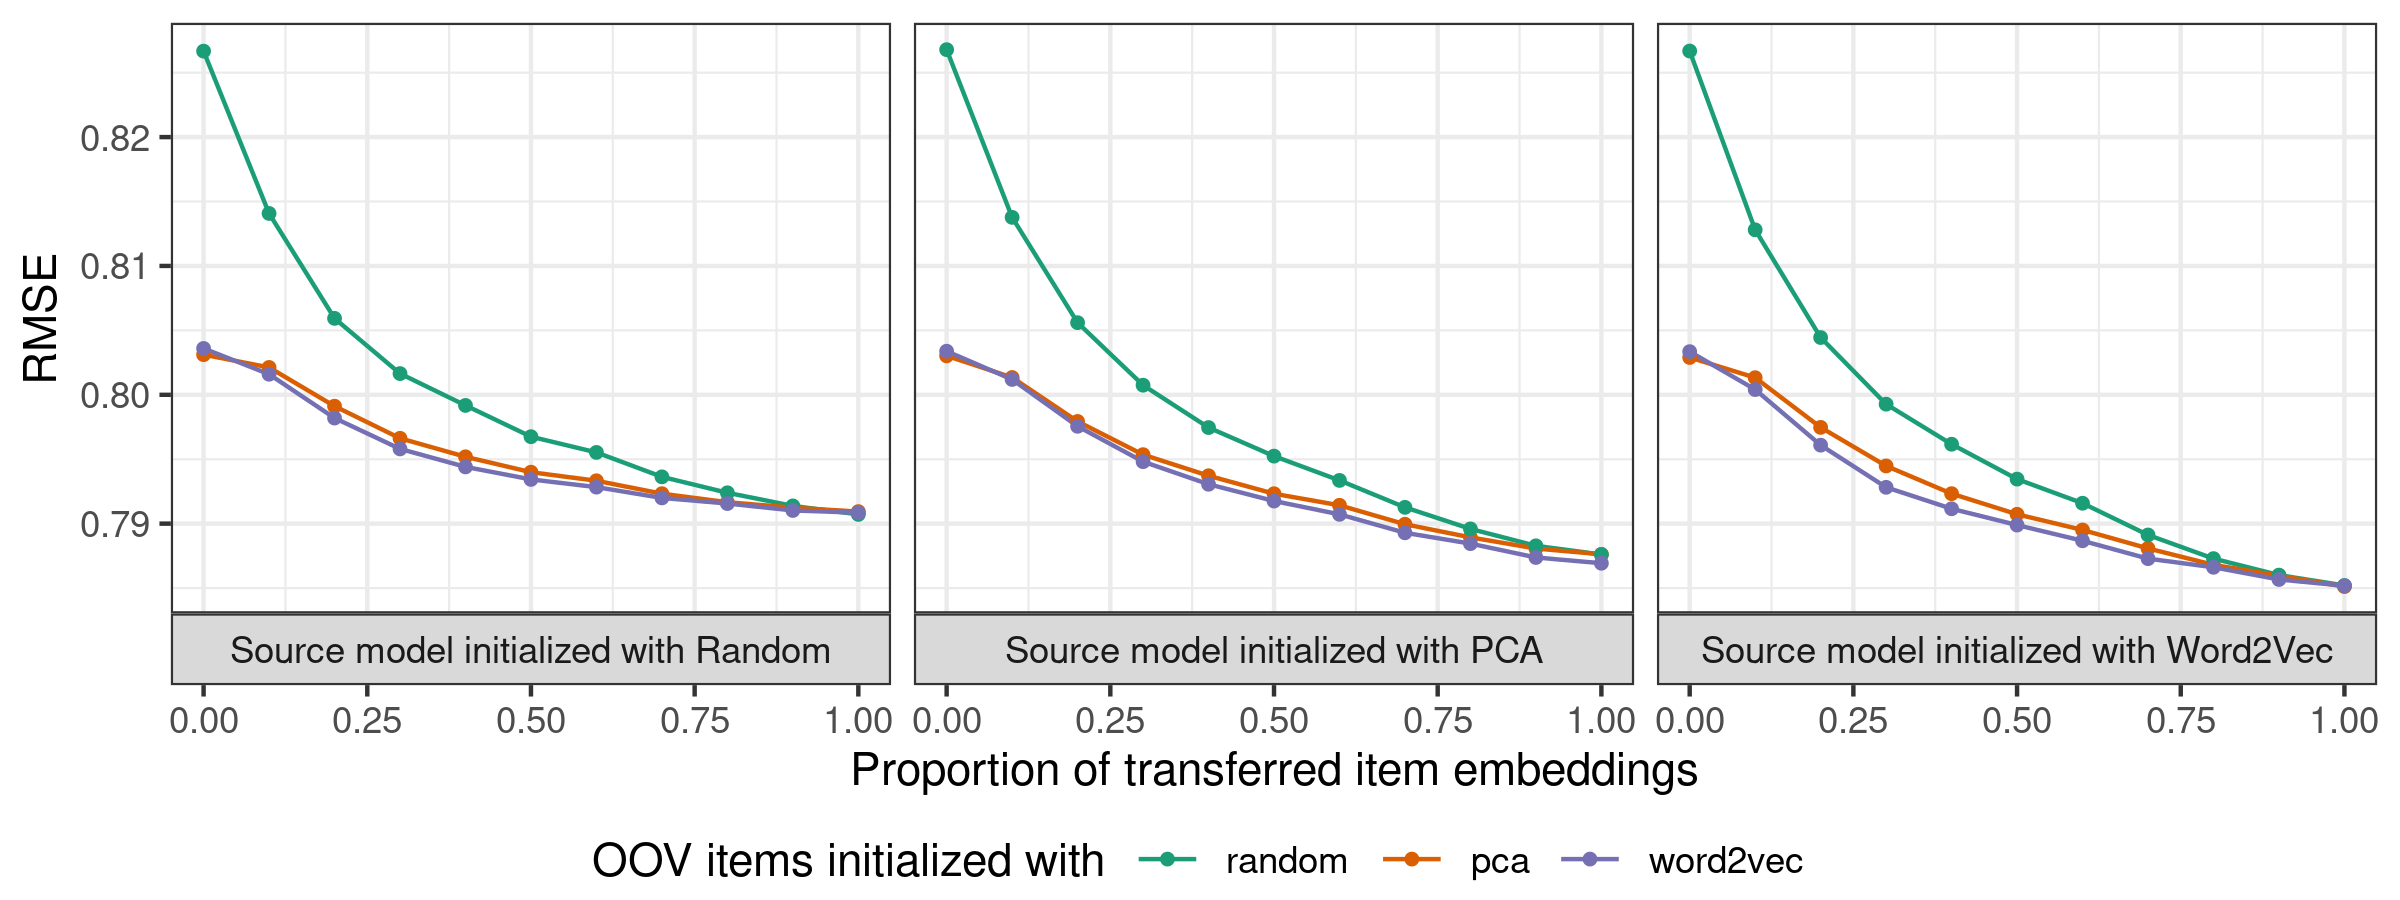 RMSE
0.82
0.81
0.80
0.79
Source model initialized with Random
Source model initialized with PCA
Source model initialized with Word2Vec
0.00 0.25 0.50 0.75 1.00
0.00 0.25 0.50 0.75 1.00
0.00 0.25 0.50 0.75 1.00
Proportion of transferred item embeddings
OOV items initialized with random pca word2vec